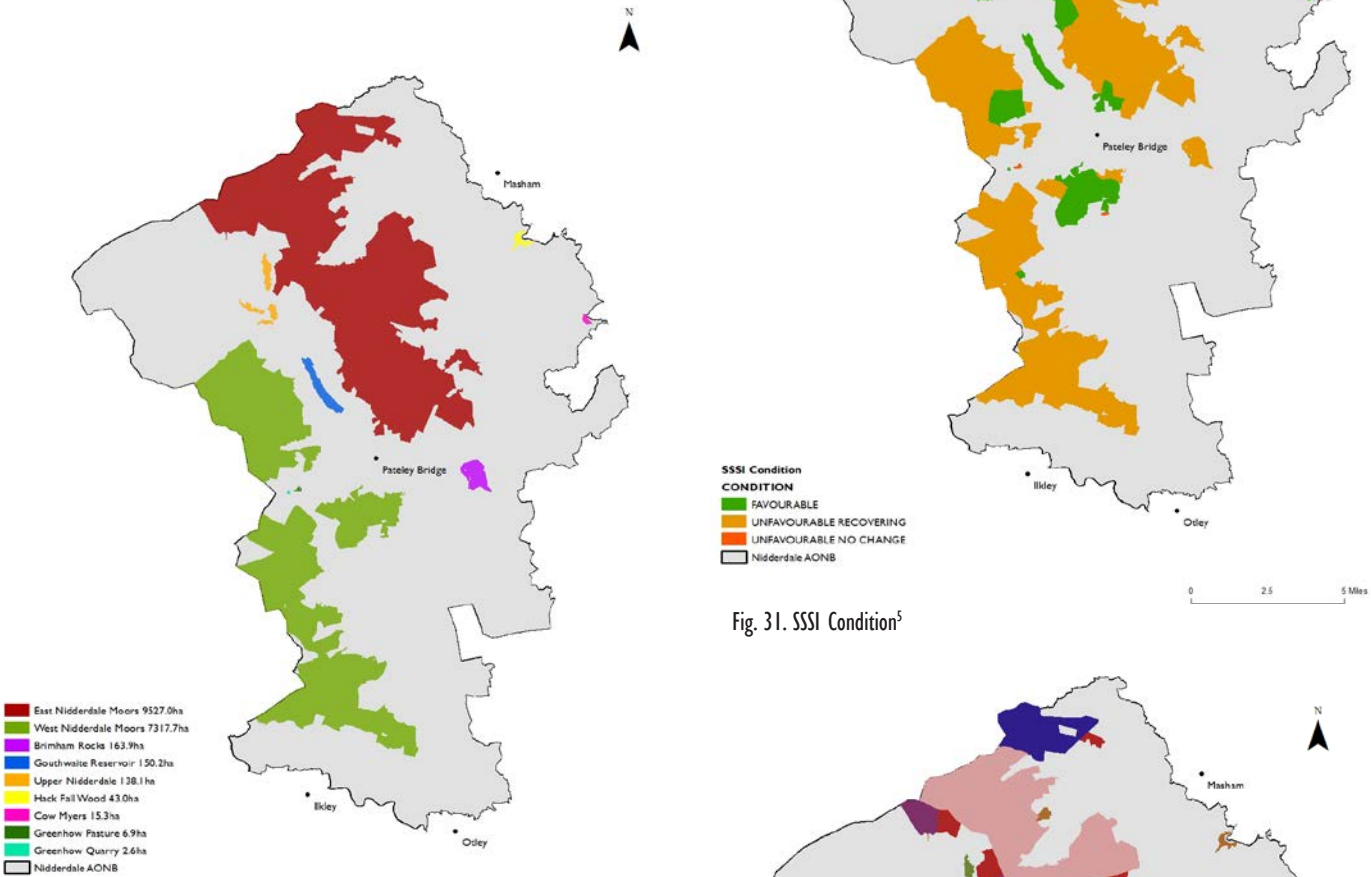 N
Masham
Pateley Bridge
Ilkley
Otley
East Nidderdale Moors 9527.0ha
West Nidderdale Moors 7317.7ha
Brimham Rocks 163.9ha
Gouthwaite Reservoir 150.2ha
Upper Nidderdale 138.1ha
Hack Fall Wood 43.0ha
Cow Myers 15.3ha
Greenhow Pasture 6.9ha
Greenhow Quarry 2.6ha
Nidderdale AONB
Pateley Bridge
Ilkley
Otley
SSSI Condition
CONDITION
FAVOURABLE
UNFAVOURABLE RECOVERING
UNFAVOURABLE NO CHANGE
Nidderdale AONB
0 2.5 5 Miles
Fig. 31. SSSI Condition⁵
N
Masham